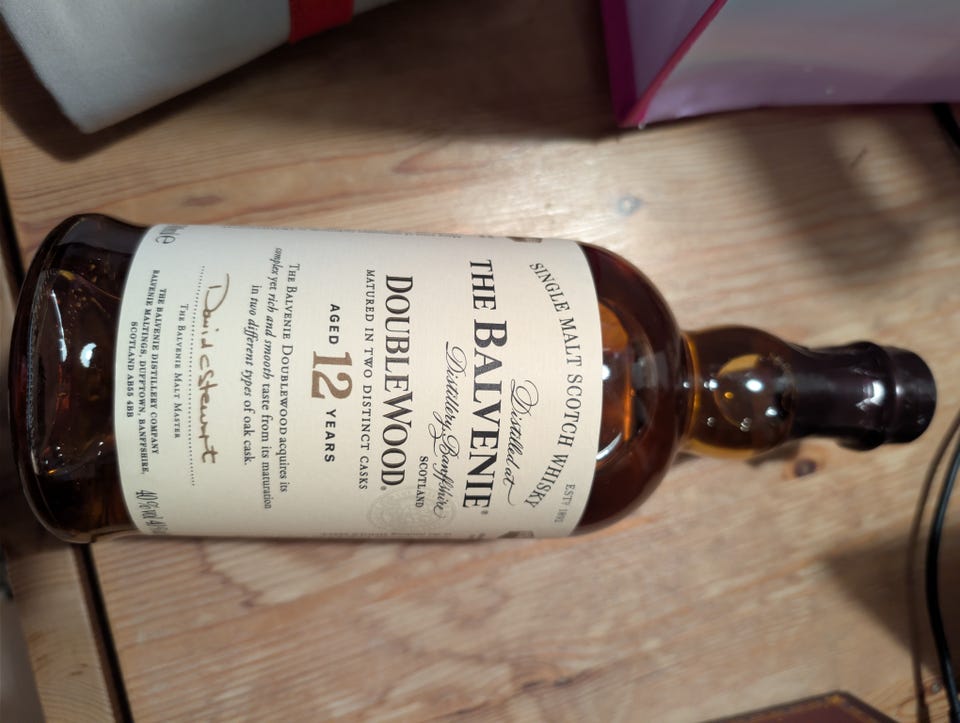 SINGLE MALT SCOTCH WHISKY
ESTD 1892
Distilled at
THE BALVENIE®
Distillery, Banffshire
SCOTLAND
DOUBLEWOOD®
MATURED IN TWO DISTINCT CASKS
AGED 12 YEARS
THE BALVENIE DOUBLEWOOD acquires its
complex yet rich and smooth taste from its maturation
in two different types of oak cask.
David C Stewart
THE BALVENIE MALT MASTER
THE BALVENIE DISTILLERY COMPANY
BALVENIE MALTINGS, DUFFTOWN, BANFFSHIRE,
SCOTLAND AB55 4BB
40%vol